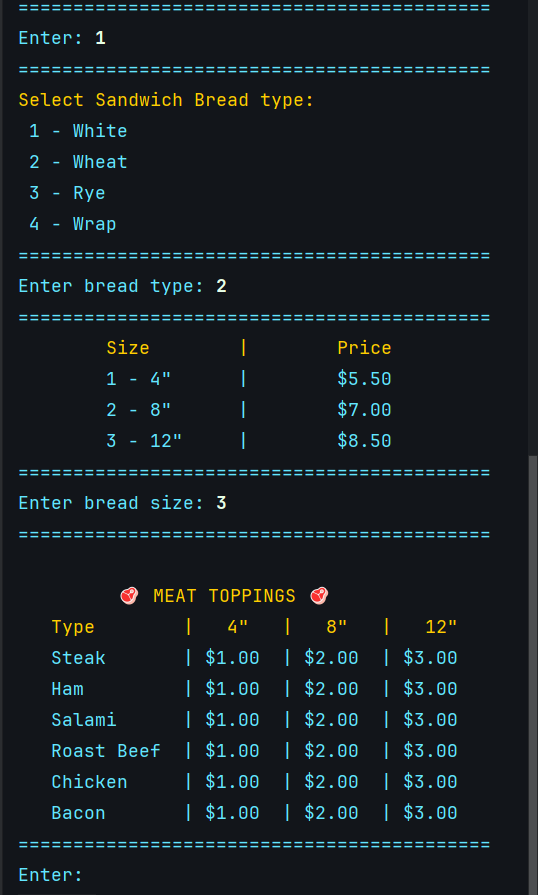 ===========================================
Enter: 1
===========================================
Select Sandwich Bread type:
 1 - White
 2 - Wheat
 3 - Rye
 4 - Wrap
===========================================
Enter bread type: 2
===========================================
        Size        |        Price
        1 - 4"      |        $5.50
        2 - 8"      |        $7.00
        3 - 12"     |        $8.50
===========================================
Enter bread size: 3
===========================================
         🥩 MEAT TOPPINGS 🥩
   Type        |   4"   |   8"   |   12"
   Steak       | $1.00  | $2.00  | $3.00
   Ham         | $1.00  | $2.00  | $3.00
   Salami      | $1.00  | $2.00  | $3.00
   Roast Beef  | $1.00  | $2.00  | $3.00
   Chicken     | $1.00  | $2.00  | $3.00
   Bacon       | $1.00  | $2.00  | $3.00
===========================================
Enter: